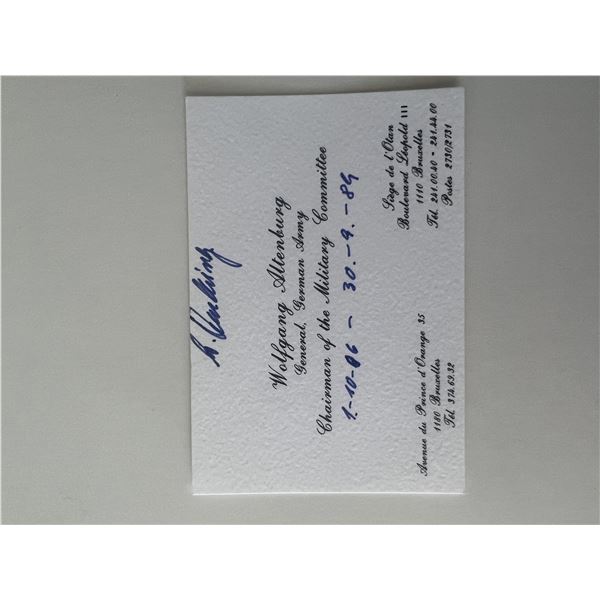 Wolfgang Altenburg
General, German Army
Chairman of the Military Committee
1.-10-86 - 30.-9.-89
Avenue du Prince d'Orange 35
1180 Bruxelles
Tél. 374.69.32
Siège de l'Otan
Boulevard Léopold III
1110 Bruxelles
Tél. 241.00.40 - 241.44.00
Postes 2730/2731